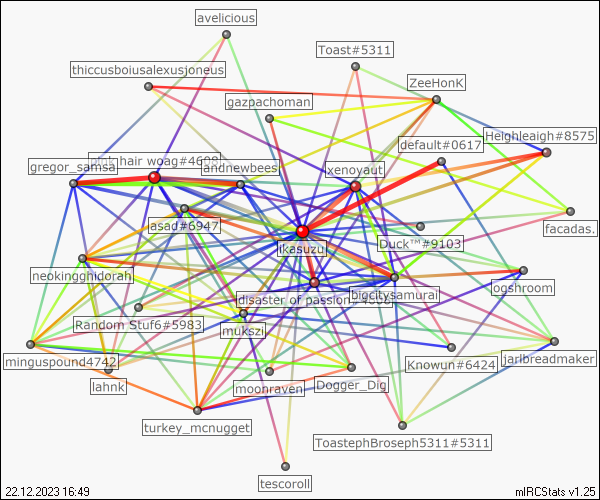 avelicious
Toast#5311
thiccusboiusalexusjoneus
ZeeHonK
gazpachoman
Heighleaigh#8575
default#0617
hair woag#4608
gregor_samsa
andnewbees
xenoyaut
asad#6947
facadas.
ikasuzu
Duck™#9103
neokingghidorah
ogshroom
disaster of passion
bigcitysamurai
Random Stuf6#5983
mukszi
minguspound4742
jarlbreadmaker
Knowun#6424
lahnk
moonraven
Dogger_Dig
turkey_mcnugget
ToastephBroseph5311#5311
tescoroll
22.12.2023 16:49
mIRCStats v1.25